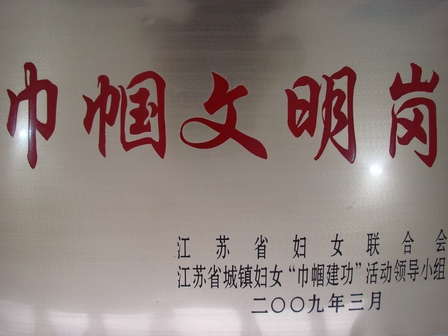 巾帼文明岗
江苏省妇女联合会
江苏省城镇妇女“巾帼建功”活动领导小组
二〇〇九年三月